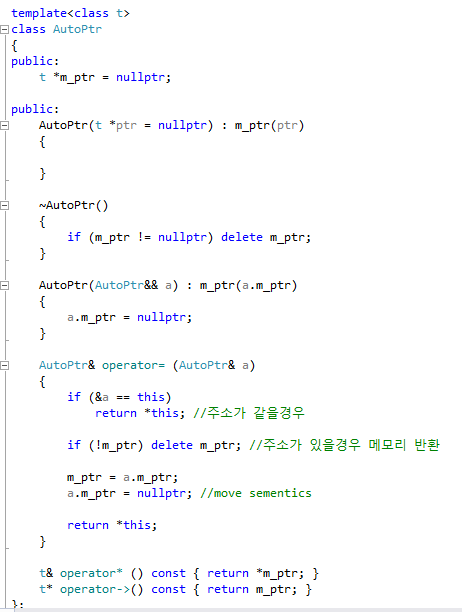 template<class t>
class AutoPtr
{
public:
t *m_ptr = nullptr;
public:
AutoPtr(t *ptr = nullptr) : m_ptr(ptr)
{
}
~AutoPtr()
{
if (m_ptr != nullptr) delete m_ptr;
}
AutoPtr(AutoPtr&& a) : m_ptr(a.m_ptr)
{
a.m_ptr = nullptr;
}
AutoPtr& operator= (AutoPtr& a)
{
if (&a == this)
return *this; //주소가 같을경우
if (!m_ptr) delete m_ptr; //주소가 있을경우 메모리 반환
m_ptr = a.m_ptr;
a.m_ptr = nullptr; //move sementics
return *this;
}
t& operator* () const { return *m_ptr; }
t* operator->() const { return m_ptr; }
};